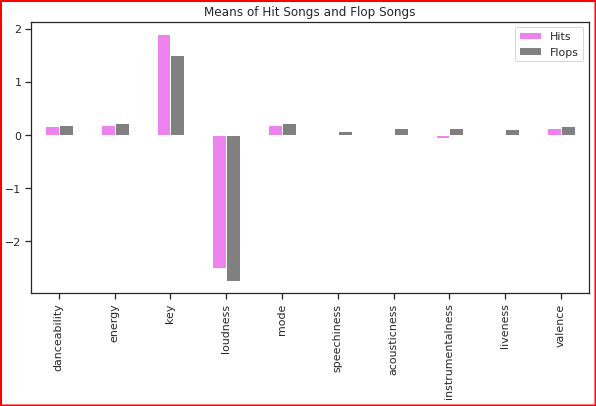 Means of Hit Songs and Flop Songs
Hits
Flops
2
1
0
−1
−2
danceability
energy
key
loudness
mode
speechiness
acousticness
instrumentalness
liveness
valence